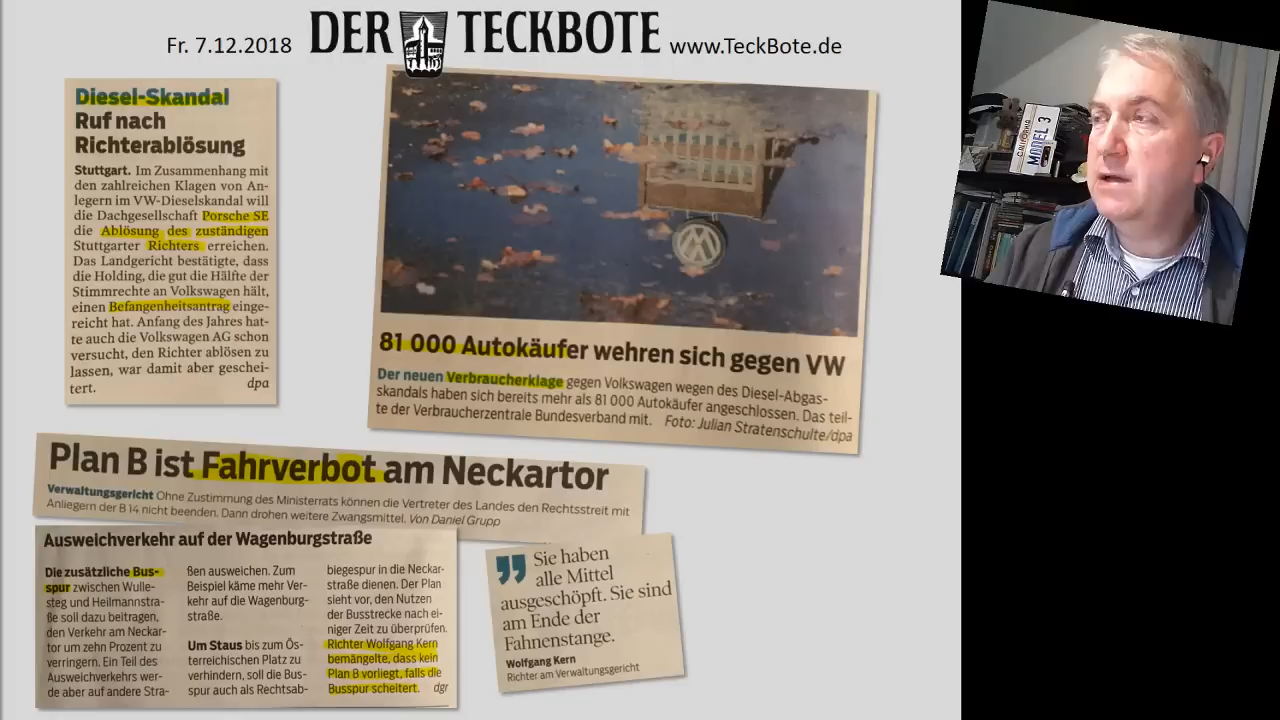 Fr. 7.12.2018 DER TECKBOTE www.TeckBote.de
Diesel-Skandal
Ruf nach
Richterablösung
Stuttgart. Im Zusammenhang mit
den zahlreichen Klagen von An-
legern im VW-Dieselskandal will
die Dachgesellschaft Porsche SE
die Ablösung des zuständigen
Stuttgarter Richters erreichen.
Das Landgericht bestätigte, dass
die Holding, die gut die Hälfte der
Stimmrechte an Volkswagen hält,
einen Befangenheitsantrag einge-
reicht hat. Anfang des Jahres hat-
te auch die Volkswagen AG schon
versucht, den Richter ablösen zu
lassen, war damit aber geschei-
tert. dpa
81 000 Autokäufer wehren sich gegen VW
Der neuen Verbraucherklage gegen Volkswagen wegen des Diesel-Abgas-
skandals haben sich bereits mehr als 81 000 Autokäufer angeschlossen. Das teil-
te der Verbraucherzentrale Bundesverband mit. Foto: Julian Stratenschulte/dpa
Plan B ist Fahrverbot am Neckartor
Verwaltungsgericht Ohne Zustimmung des Ministerrats können die Vertreter des Landes den Rechtsstreit mit
Anliegern der B 14 nicht beenden. Dann drohen weitere Zwangsmittel. Von Daniel Grupp
Ausweichverkehr auf der Wagenburgstraße
Die zusätzliche Bus-
spur zwischen Wulle-
steg und Heilmannstra-
ße soll dazu beitragen,
den Verkehr am Neckar-
tor um zehn Prozent zu
verringern. Ein Teil des
Ausweichverkehrs wer-
de aber auf andere Stra-
ßen ausweichen. Zum
Beispiel käme mehr Ver-
kehr auf die Wagenburg-
straße.
Um Staus bis zum Ös-
terreichischen Platz zu
verhindern, soll die Bus-
spur auch als Rechtsab-
biegespur in die Neckar-
straße dienen. Der Plan
sieht vor, den Nutzen
der Busstrecke nach ei-
niger Zeit zu überprüfen.
Richter Wolfgang Kern
bemängelte, dass kein
Plan B vorliegt, falls die
Busspur scheitert. dgr
" Sie haben
alle Mittel
ausgeschöpft. Sie sind
am Ende der
Fahnenstange.
Wolfgang Kern
Richter am Verwaltungsgericht
CALIFORNIA
MODEL 3